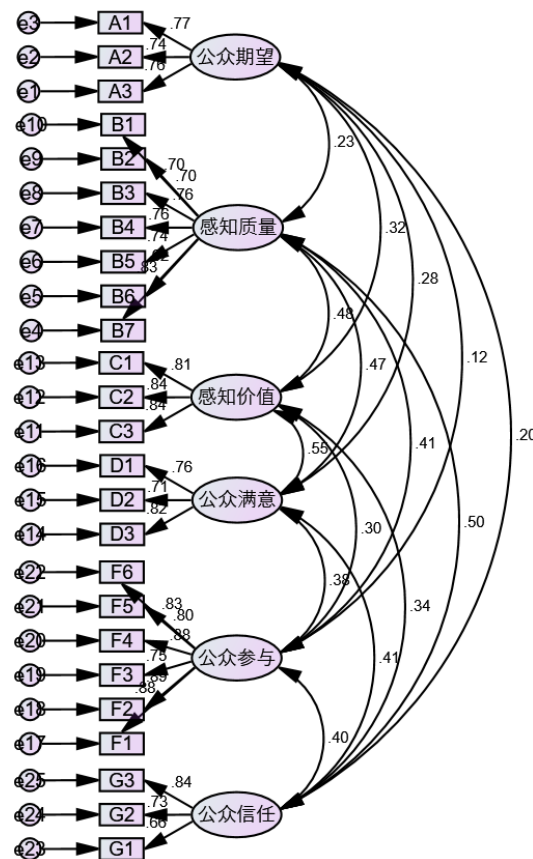 e3 A1 .77
e2 A2 .74 公众期望
e1 A3 .76
e10 B1
e9 B2 .70
.70
e8 B3 .76
e7 B4 .76 感知质量
e6 B5 .74
e5 B6 .83
e4 B7
e13 C1 .81
e12 C2 .84 感知价值
e11 C3 .84
e16 D1 .76
e15 D2 .71 公众满意
e14 D3 .82
e22 F6
e21 F5 .83
.80
e20 F4 .88
e19 F3 .75 公众参与
e18 F2 .88
e17 F1
e25 G3 .84
e24 G2 .73 公众信任
e23 G1 .66
.23
.32
.28
.12
.20
.48
.47
.41
.50
.55
.30
.34
.38
.41
.40